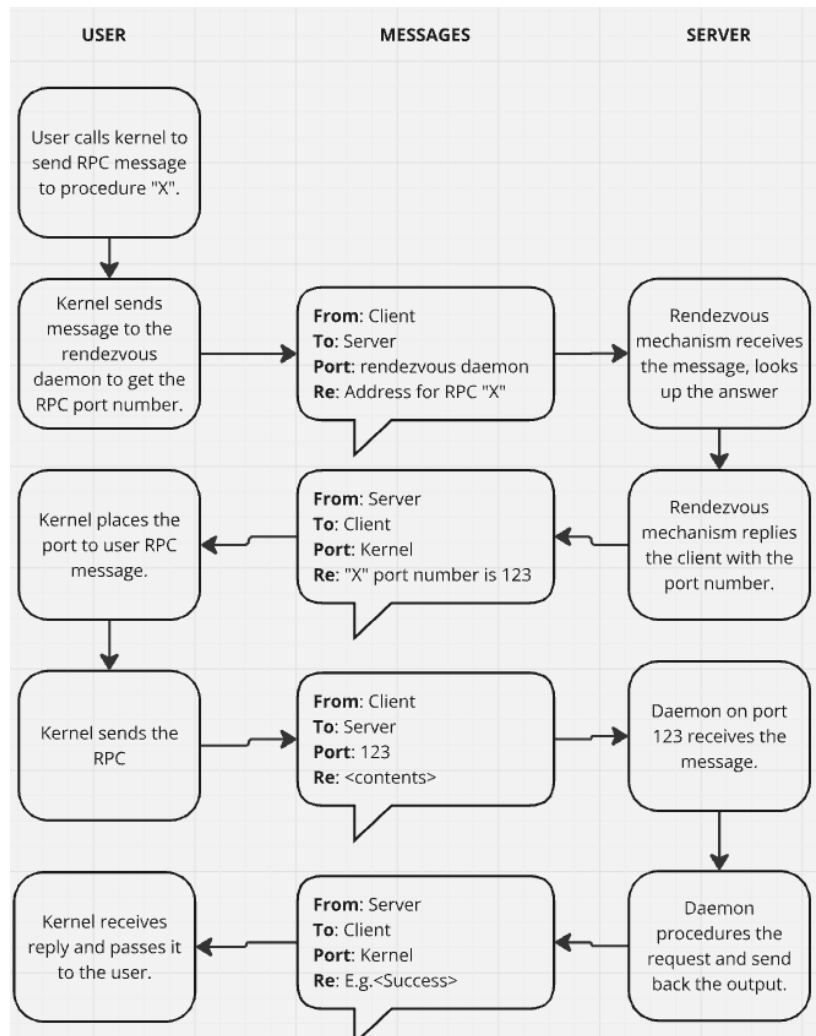 USER MESSAGES SERVER
User calls kernel to
send RPC message
to procedure "X".
Kernel sends
message to the
rendezvous
daemon to get the
RPC port number.
From: Client
To: Server
Port: rendezvous daemon
Re: Address for RPC "X"
Rendezvous
mechanism receives
the message, looks
up the answer
Rendezvous
mechanism replies
the client with the
port number.
From: Server
To: Client
Port: Kernel
Re: "X" port number is 123
Kernel places the
port to user RPC
message.
Kernel sends the
RPC
From: Client
To: Server
Port: 123
Re: <contents>
Daemon on port
123 receives the
message.
Daemon
procedures the
request and send
back the output.
From: Server
To: Client
Port: Kernel
Re: E.g.<Success>
Kernel receives
reply and passes it
to the user.